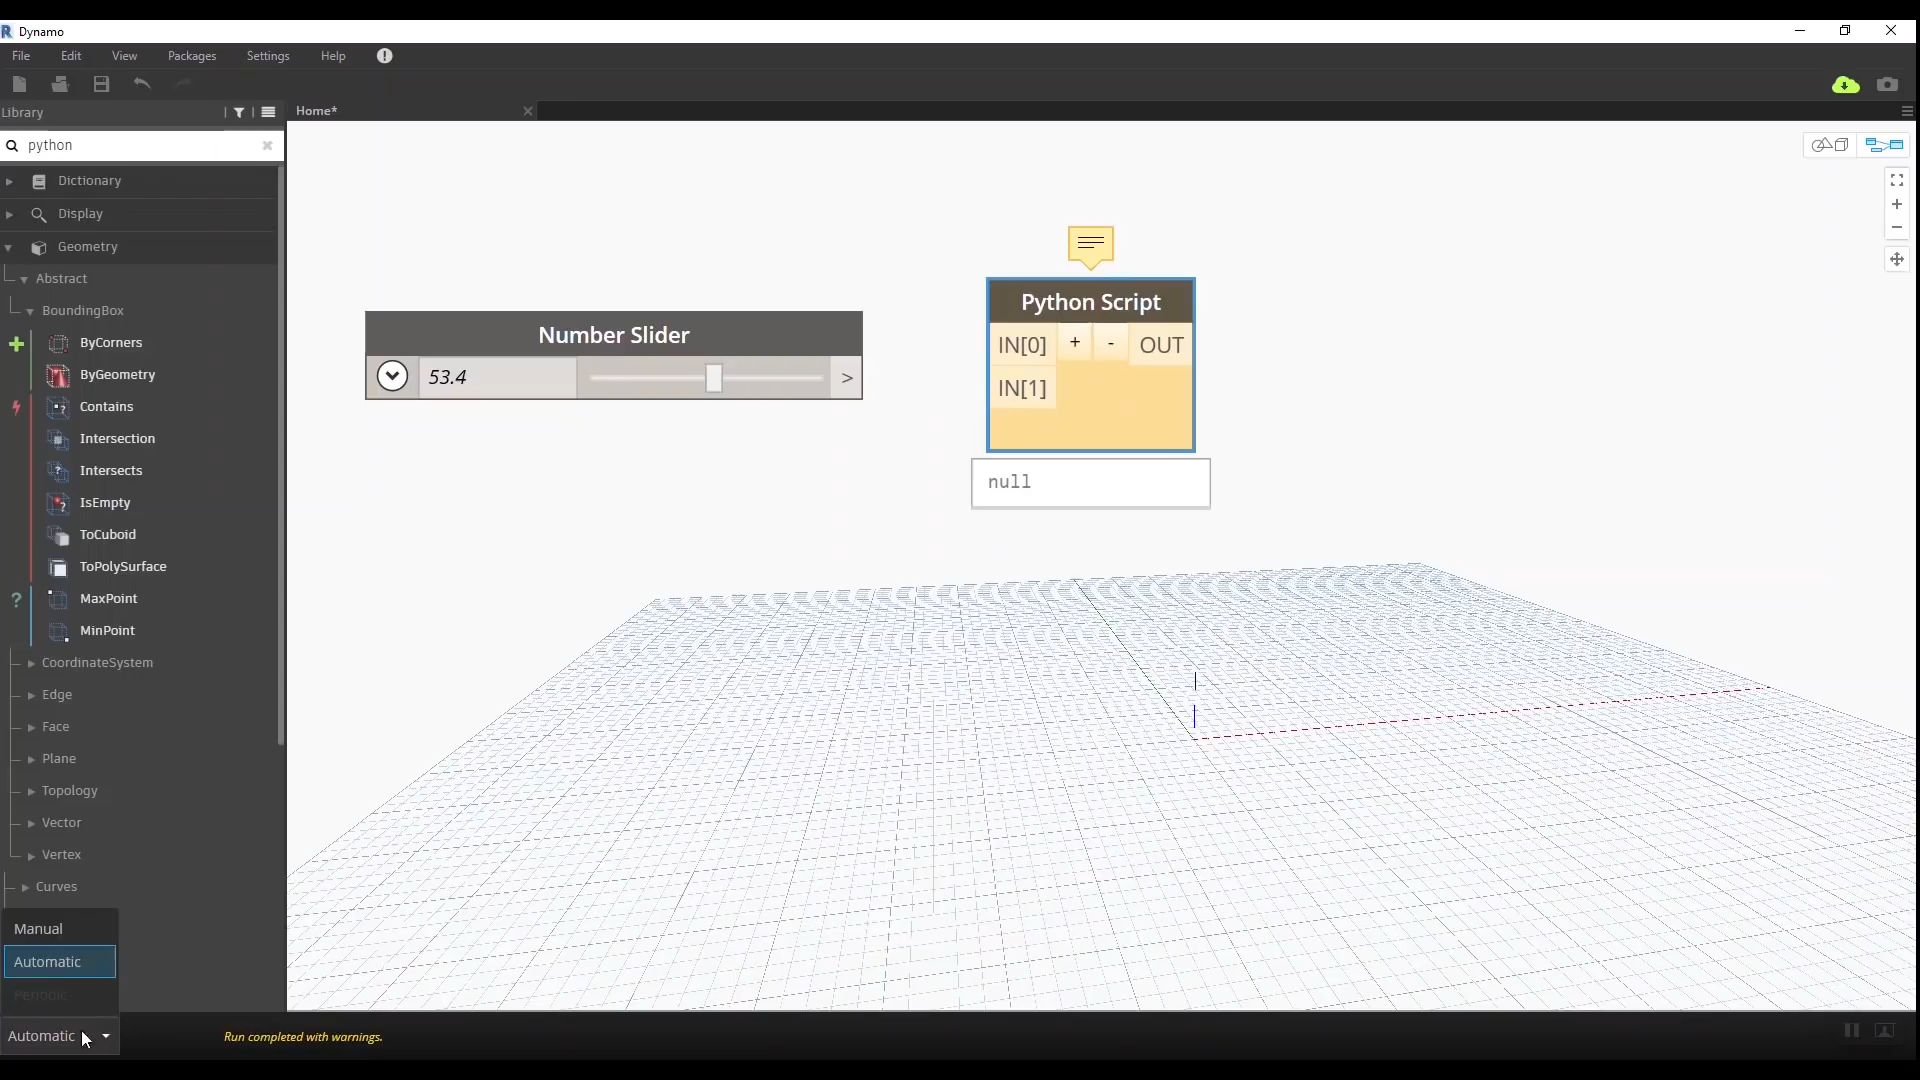 Dynamo
File Edit View Packages Settings Help
Library
Home*
python
Dictionary
Display
Geometry
Abstract
BoundingBox
ByCorners
ByGeometry
Contains
Intersection
Intersects
IsEmpty
ToCuboid
ToPolySurface
MaxPoint
MinPoint
CoordinateSystem
Edge
Face
Plane
Topology
Vector
Vertex
Curves
Manual
Automatic
Periodic
Automatic
Run completed with warnings.
Number Slider
53.4 >
Python Script
IN[0] + - OUT
IN[1]
null